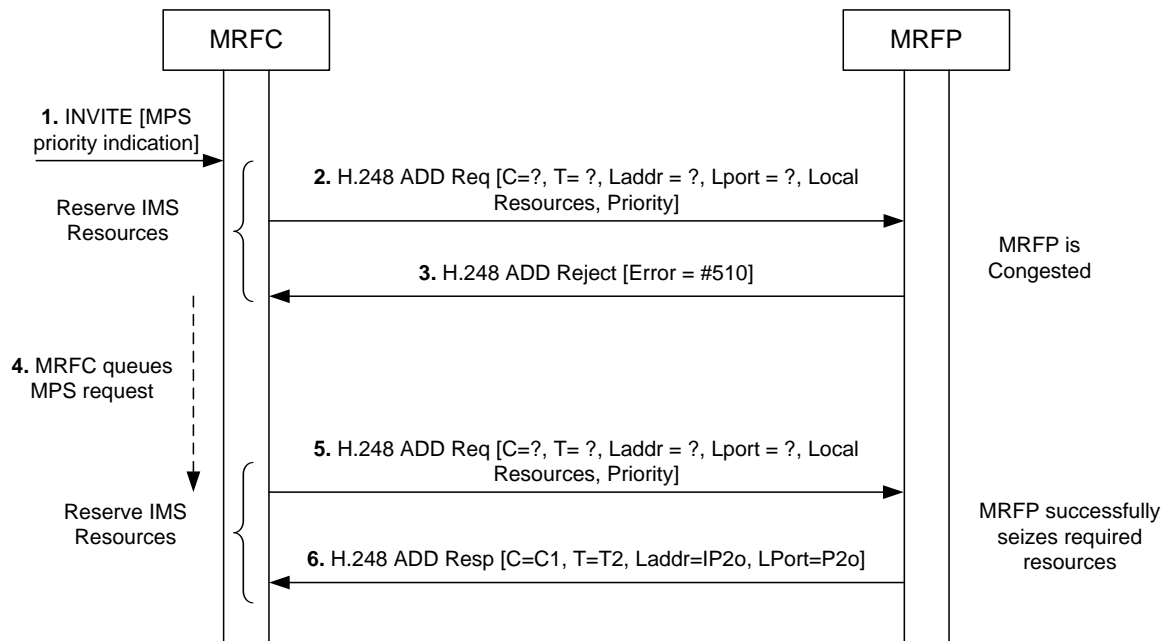 MRFC
MRFP
1. INVITE [MPS
priority indication]
2. H.248 ADD Req [C=?, T= ?, Laddr = ?, Lport = ?, Local
Resources, Priority]
Reserve IMS
Resources
3. H.248 ADD Reject [Error = #510]
MRFP is
Congested
4. MRFC queues
MPS request
5. H.248 ADD Req [C=?, T= ?, Laddr = ?, Lport = ?, Local
Resources, Priority]
Reserve IMS
Resources
MRFP successfully
seizes required
resources
6. H.248 ADD Resp [C=C1, T=T2, Laddr=IP2o, LPort=P2o]